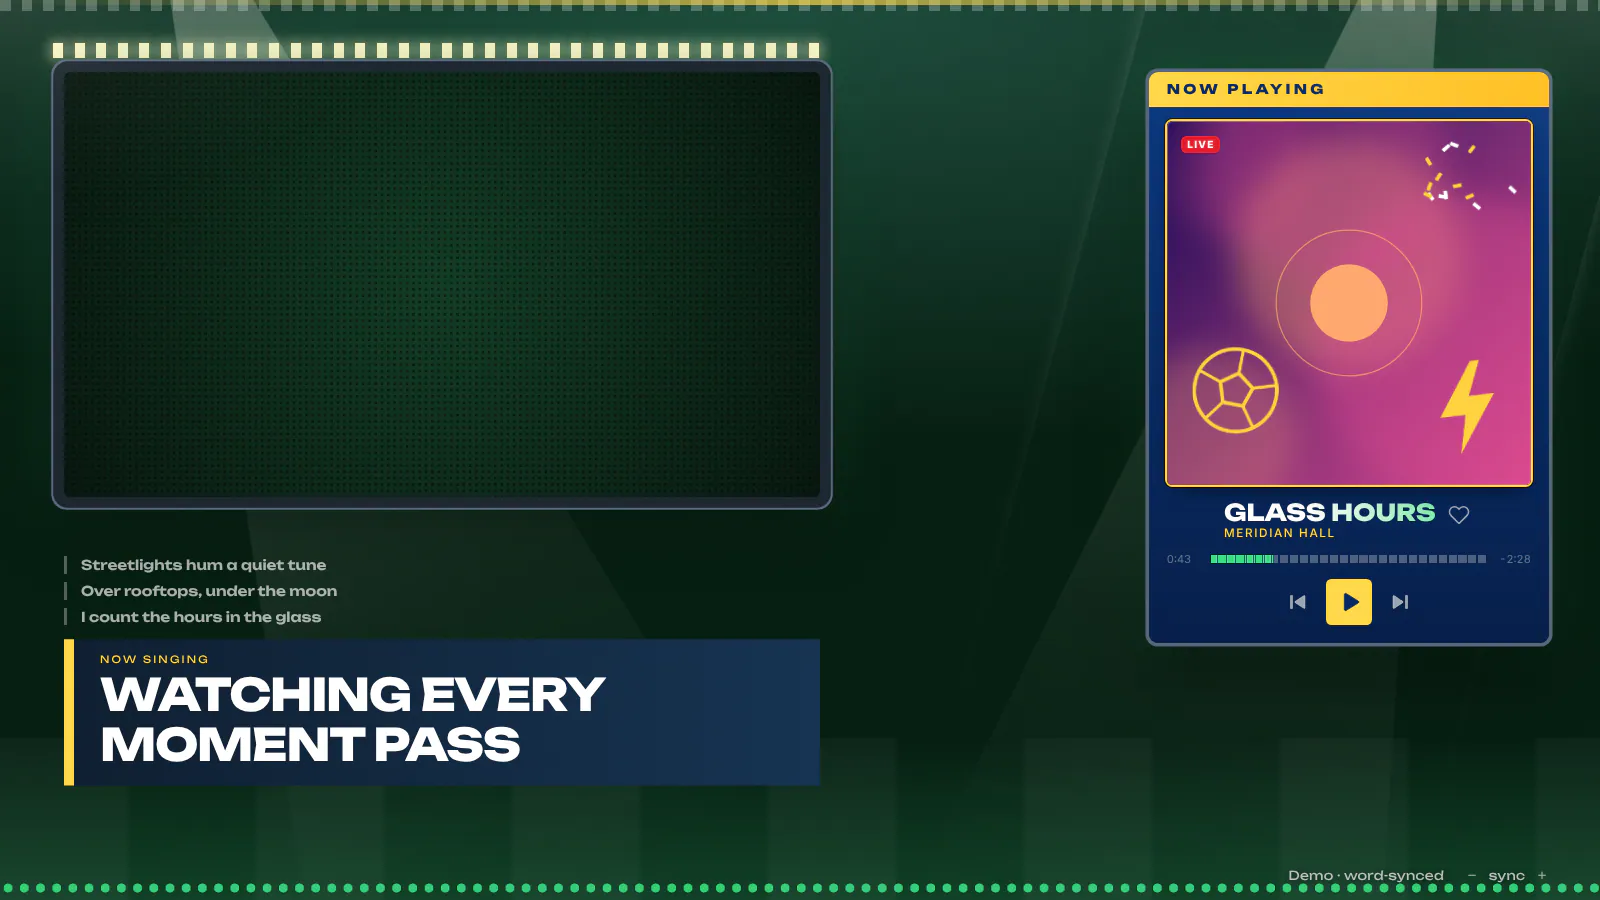 NOW PLAYING
LIVE
GLASS HOURS
MERIDIAN HALL
0:43
-2:28
Streetlights hum a quiet tune
Over rooftops, under the moon
I count the hours in the glass
NOW SINGING
WATCHING EVERY
MOMENT PASS
Demo · word-synced − sync +